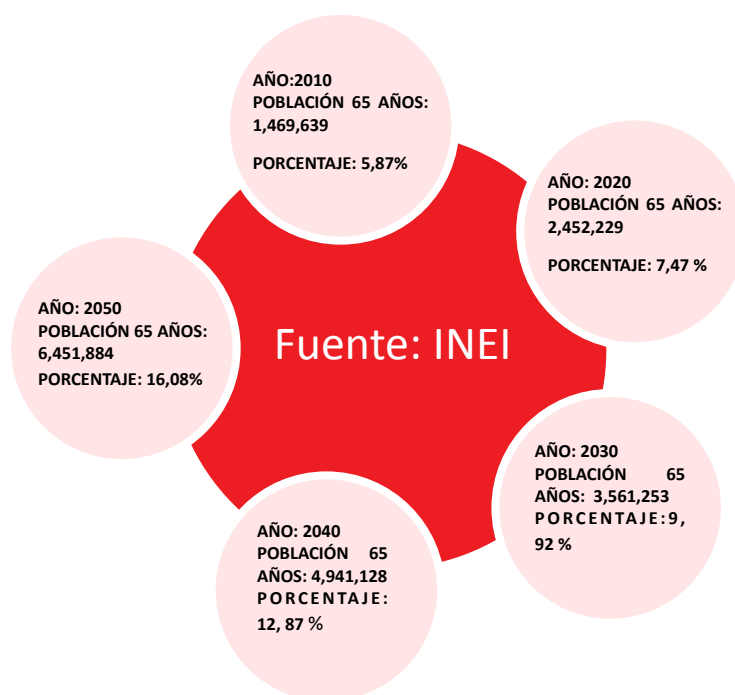 AÑO:2010
POBLACIÓN 65 AÑOS:
1,469,639
PORCENTAJE: 5,87%
AÑO: 2020
POBLACIÓN 65 AÑOS:
2,452,229
PORCENTAJE: 7,47 %
AÑO: 2050
POBLACIÓN 65 AÑOS:
6,451,884
PORCENTAJE: 16,08%
Fuente: INEI
AÑO: 2030
POBLACIÓN 65
AÑOS: 3,561,253
PORCENTAJE:9,
92 %
AÑO: 2040
POBLACIÓN 65
AÑOS: 4,941,128
PORCENTAJE:
12, 87 %